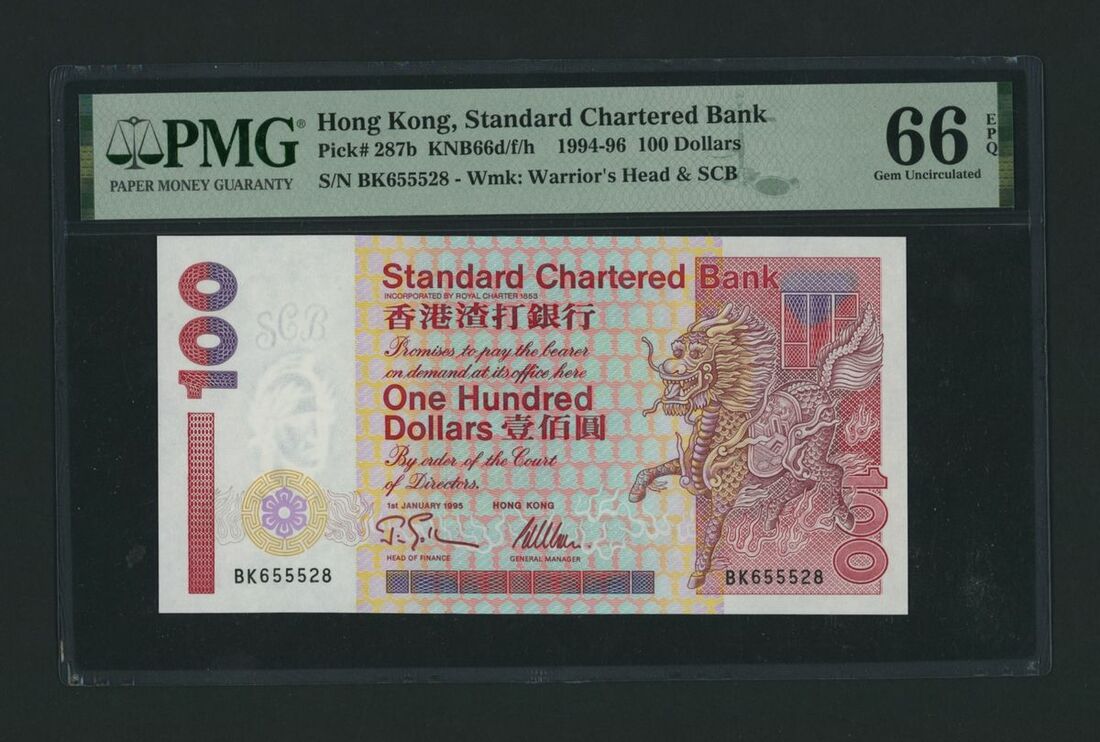 PMG®
PAPER MONEY GUARANTY
Hong Kong, Standard Chartered Bank
Pick# 287b KNB66d/f/h 1994-96 100 Dollars
S/N BK655528 - Wmk: Warrior's Head & SCB
66
EPQ
Gem Uncirculated
100
SCB
Standard Chartered Bank
INCORPORATED BY ROYAL CHARTER 1853
香港渣打銀行
Promises to pay the bearer
on demand at its office here
One Hundred
Dollars 壹佰圓
By order of the Court
of Directors.
1st JANUARY 1995 HONG KONG
HEAD OF FINANCE GENERAL MANAGER
BK655528
BK655528
100